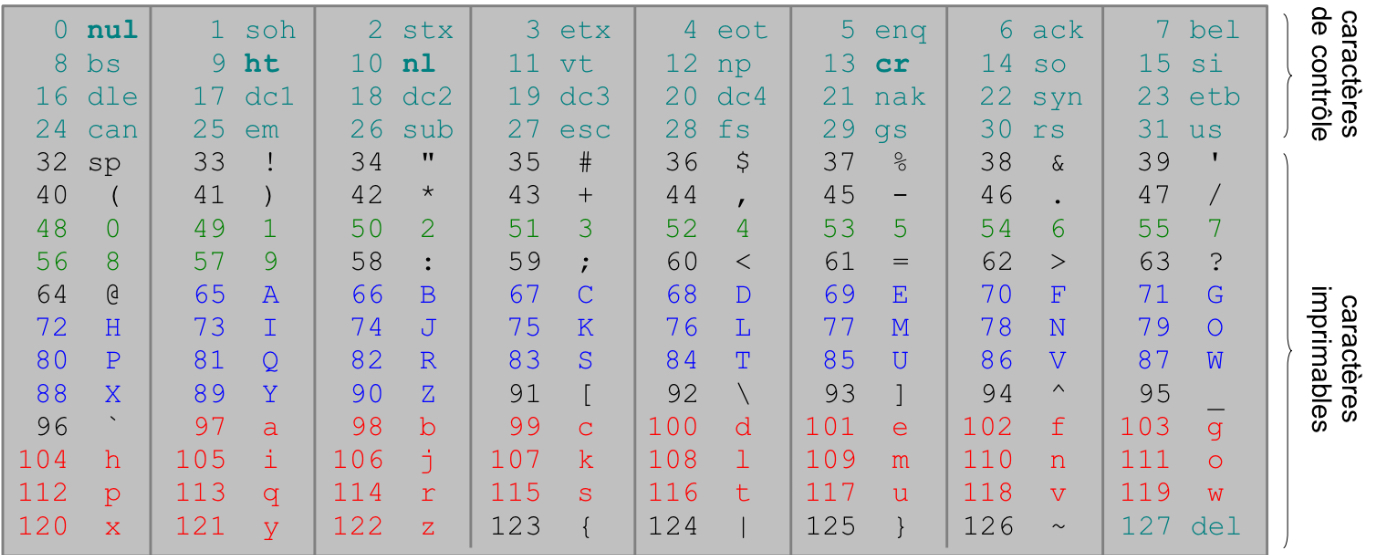 0 nul 1 soh 2 stx 3 etx 4 eot 5 enq 6 ack 7 bel
8 bs 9 ht 10 nl 11 vt 12 np 13 cr 14 so 15 si
16 dle 17 dc1 18 dc2 19 dc3 20 dc4 21 nak 22 syn 23 etb
24 can 25 em 26 sub 27 esc 28 fs 29 gs 30 rs 31 us
32 sp 33 ! 34 " 35 # 36 $ 37 % 38 & 39 '
40 ( 41 ) 42 * 43 + 44 , 45 - 46 . 47 /
48 0 49 1 50 2 51 3 52 4 53 5 54 6 55 7
56 8 57 9 58 : 59 ; 60 < 61 = 62 > 63 ?
64 @ 65 A 66 B 67 C 68 D 69 E 70 F 71 G
72 H 73 I 74 J 75 K 76 L 77 M 78 N 79 O
80 P 81 Q 82 R 83 S 84 T 85 U 86 V 87 W
88 X 89 Y 90 Z 91 [ 92 \ 93 ] 94 ^ 95 _
96 ` 97 a 98 b 99 c 100 d 101 e 102 f 103 g
104 h 105 i 106 j 107 k 108 l 109 m 110 n 111 o
112 p 113 q 114 r 115 s 116 t 117 u 118 v 119 w
120 x 121 y 122 z 123 { 124 | 125 } 126 ~ 127 del
caractères
de contrôle
caractères
imprimables